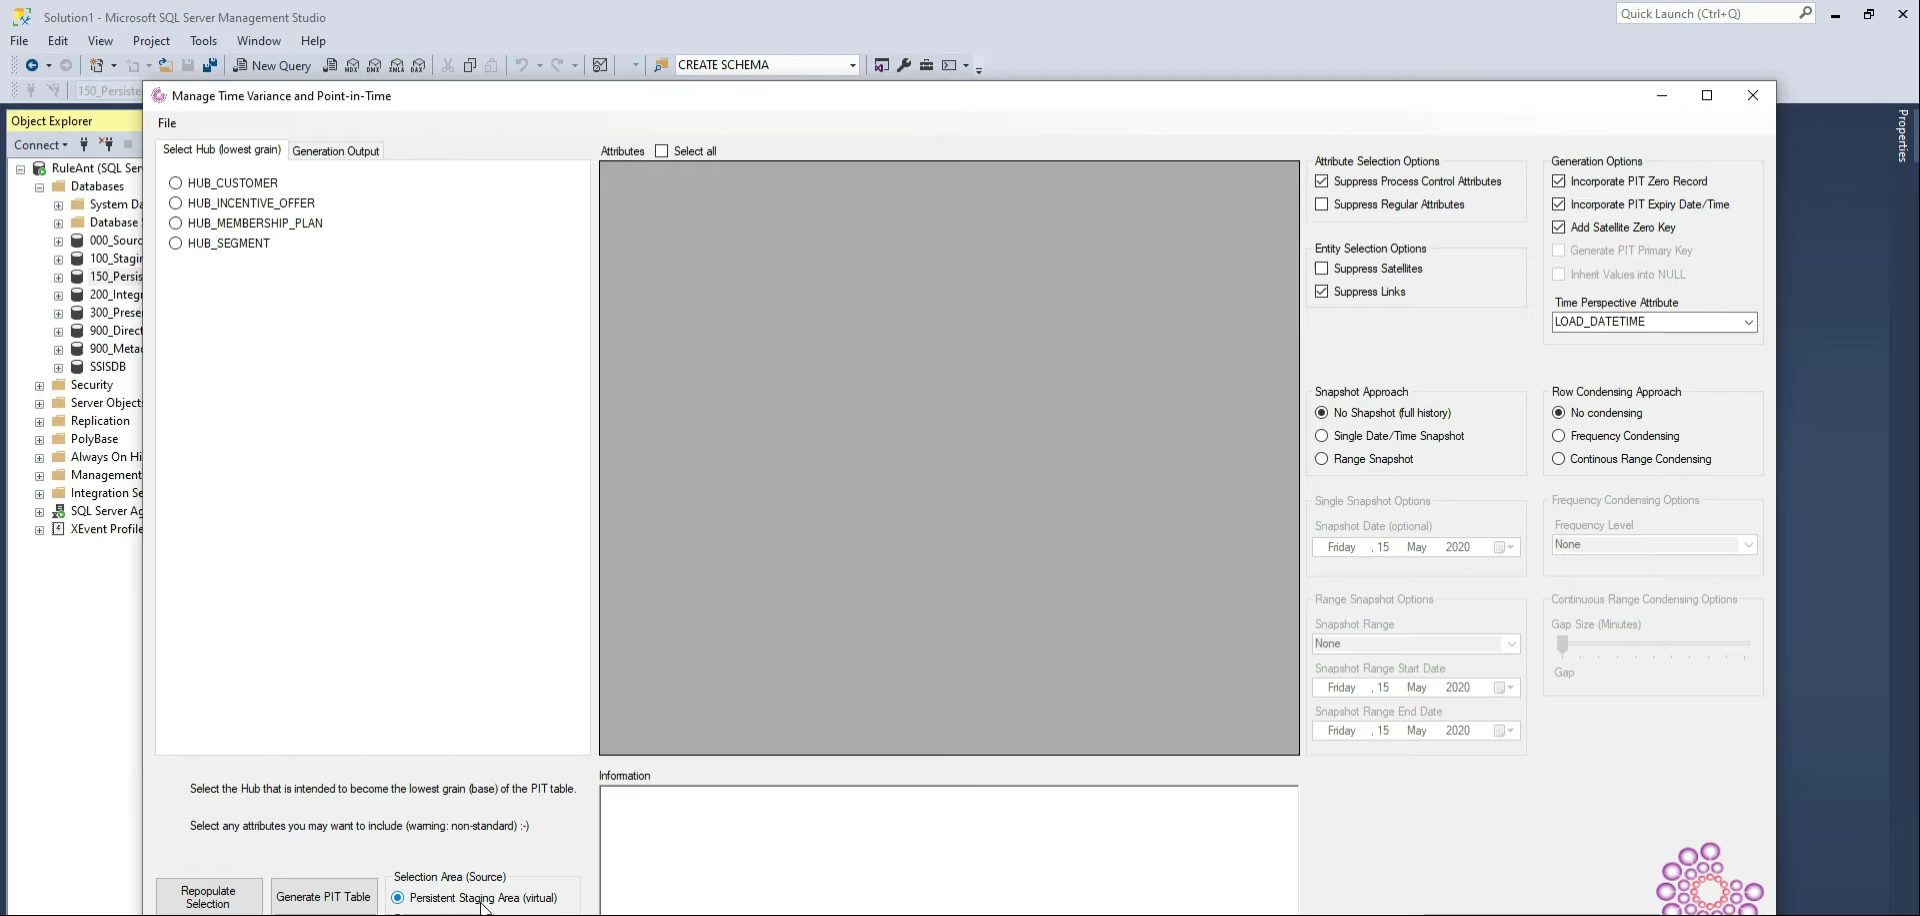 Solution1 - Microsoft SQL Server Management Studio
Quick Launch (Ctrl+Q)
File Edit View Project Tools Window Help
New Query
MDX DMX XMLA DAX
CREATE SCHEMA
150_Persiste
Manage Time Variance and Point-in-Time
File
Object Explorer
Connect
RuleAnt (SQL Ser
Databases
System Da
Database
000_Sourc
100_Stagi
150_Persis
200_Integ
300_Prese
900_Direct
900_Meta
SSISDB
Security
Server Object
Replication
PolyBase
Always On Hi
Management
Integration Se
SQL Server Ag
XEvent Profile
Select Hub (lowest grain)
Generation Output
HUB_CUSTOMER
HUB_INCENTIVE_OFFER
HUB_MEMBERSHIP_PLAN
HUB_SEGMENT
Attributes
Select all
Attribute Selection Options
Suppress Process Control Attributes
Suppress Regular Attributes
Entity Selection Options
Suppress Satellites
Suppress Links
Generation Options
Incorporate PIT Zero Record
Incorporate PIT Expiry Date/Time
Add Satellite Zero Key
Generate PIT Primary Key
Inherit Values into NULL
Time Perspective Attribute
LOAD_DATETIME
Snapshot Approach
No Snapshot (full history)
Single Date/Time Snapshot
Range Snapshot
Row Condensing Approach
No condensing
Frequency Condensing
Continous Range Condensing
Single Snapshot Options
Snapshot Date (optional)
Friday , 15 May 2020
Frequency Condensing Options
Frequency Level
None
Range Snapshot Options
Snapshot Range
None
Snapshot Range Start Date
Friday , 15 May 2020
Snapshot Range End Date
Friday , 15 May 2020
Continuous Range Condensing Options
Gap Size (Minutes)
Gap
Information
Select the Hub that is intended to become the lowest grain (base) of the PIT table.
Select any attributes you may want to include (warning: non-standard) :-)
Repopulate
Selection
Generate PIT Table
Selection Area (Source)
Persistent Staging Area (virtual)
Properties